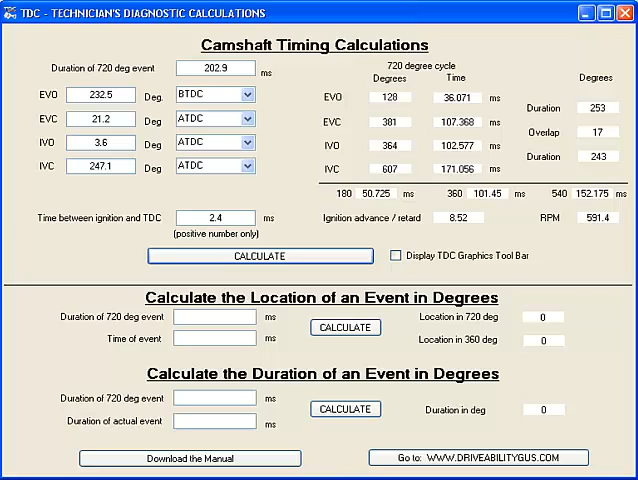 TDC - TECHNICIAN'S DIAGNOSTIC CALCULATIONS
Camshaft Timing Calculations
Duration of 720 deg event 202.9 ms
720 degree cycle
Degrees Time Degrees
EVO 232.5 Deg. BTDC EVO 128 36.071 ms
Duration 253
EVC 21.2 Deg ATDC EVC 381 107.368 ms
Overlap 17
IVO 3.6 Deg ATDC IVO 364 102.577 ms
Duration 243
IVC 247.1 Deg ATDC IVC 607 171.056 ms
180 50.725 ms 360 101.45 ms 540 152.175 ms
Time between ignition and TDC 2.4 ms Ignition advance / retard 8.52 RPM 591.4
(positive number only)
CALCULATE Display TDC Graphics Tool Bar
Calculate the Location of an Event in Degrees
Duration of 720 deg event ms Location in 720 deg 0
CALCULATE
Time of event ms Location in 360 deg 0
Calculate the Duration of an Event in Degrees
Duration of 720 deg event ms
CALCULATE Duration in deg 0
Duration of actual event ms
Download the Manual Go to: WWW.DRIVEABILITYGUS.COM